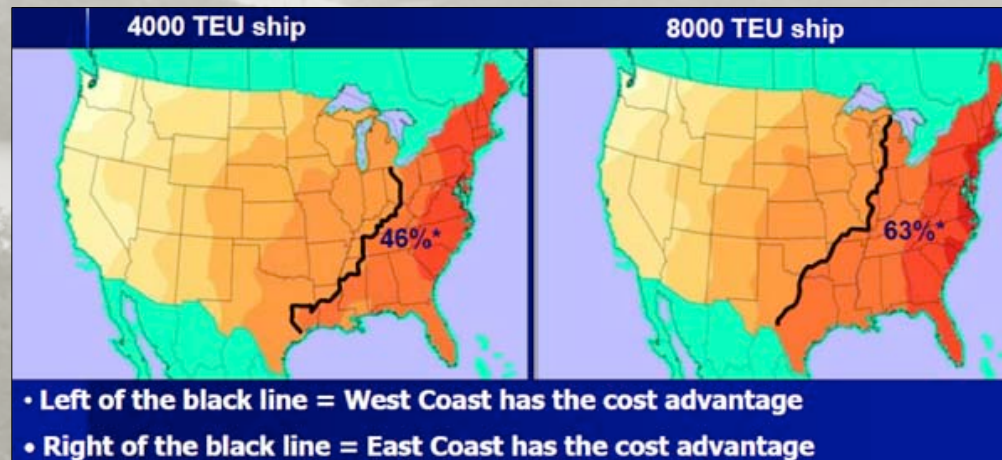 4000 TEU ship
8000 TEU ship
46%*
63%*
• Left of the black line = West Coast has the cost advantage
• Right of the black line = East Coast has the cost advantage